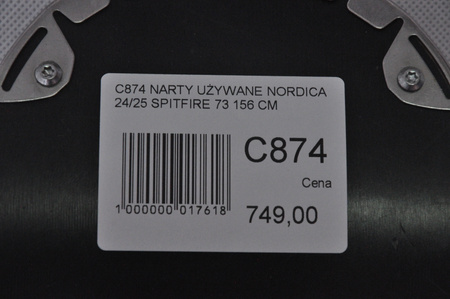 C874 NARTY UŻYWANE NORDICA
24/25 SPITFIRE 73 156 CM
C874
Cena
1 000000 017618
749,00